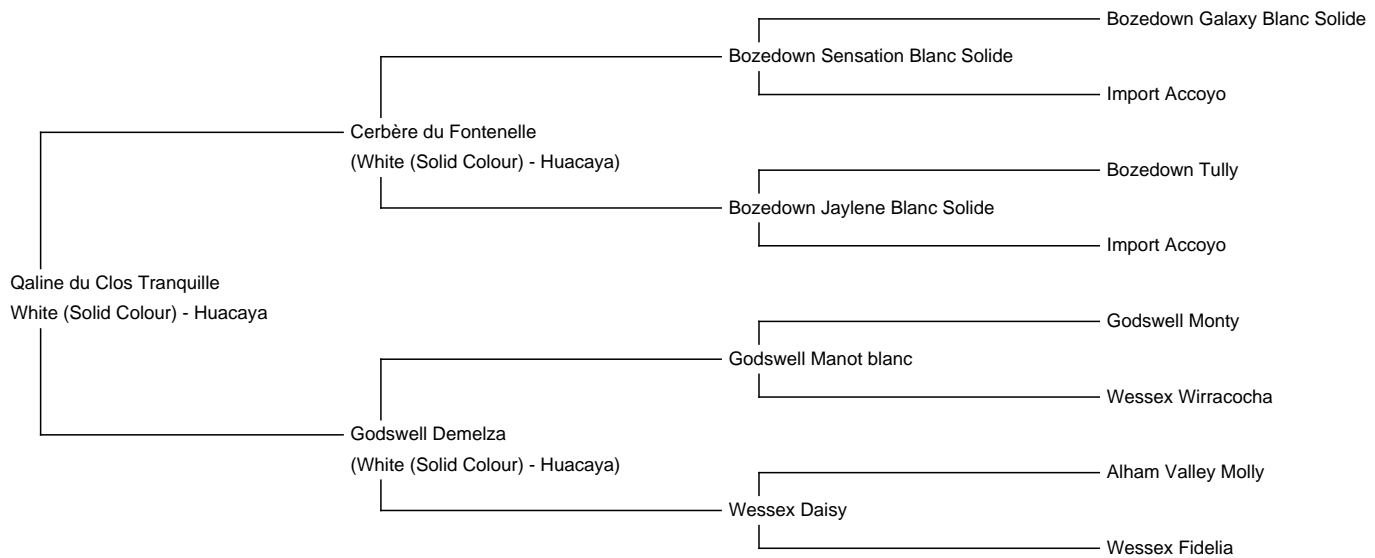 Bozedown Galaxy Blanc Solide
Bozedown Sensation Blanc Solide
Import Accoyo
Cerbère du Fontenelle
(White (Solid Colour) - Huacaya)
Bozedown Tully
Bozedown Jaylene Blanc Solide
Import Accoyo
Qaline du Clos Tranquille
White (Solid Colour) - Huacaya
Godswell Monty
Godswell Manot blanc
Wessex Wirracocha
Godswell Demelza
(White (Solid Colour) - Huacaya)
Alham Valley Molly
Wessex Daisy
Wessex Fidelia